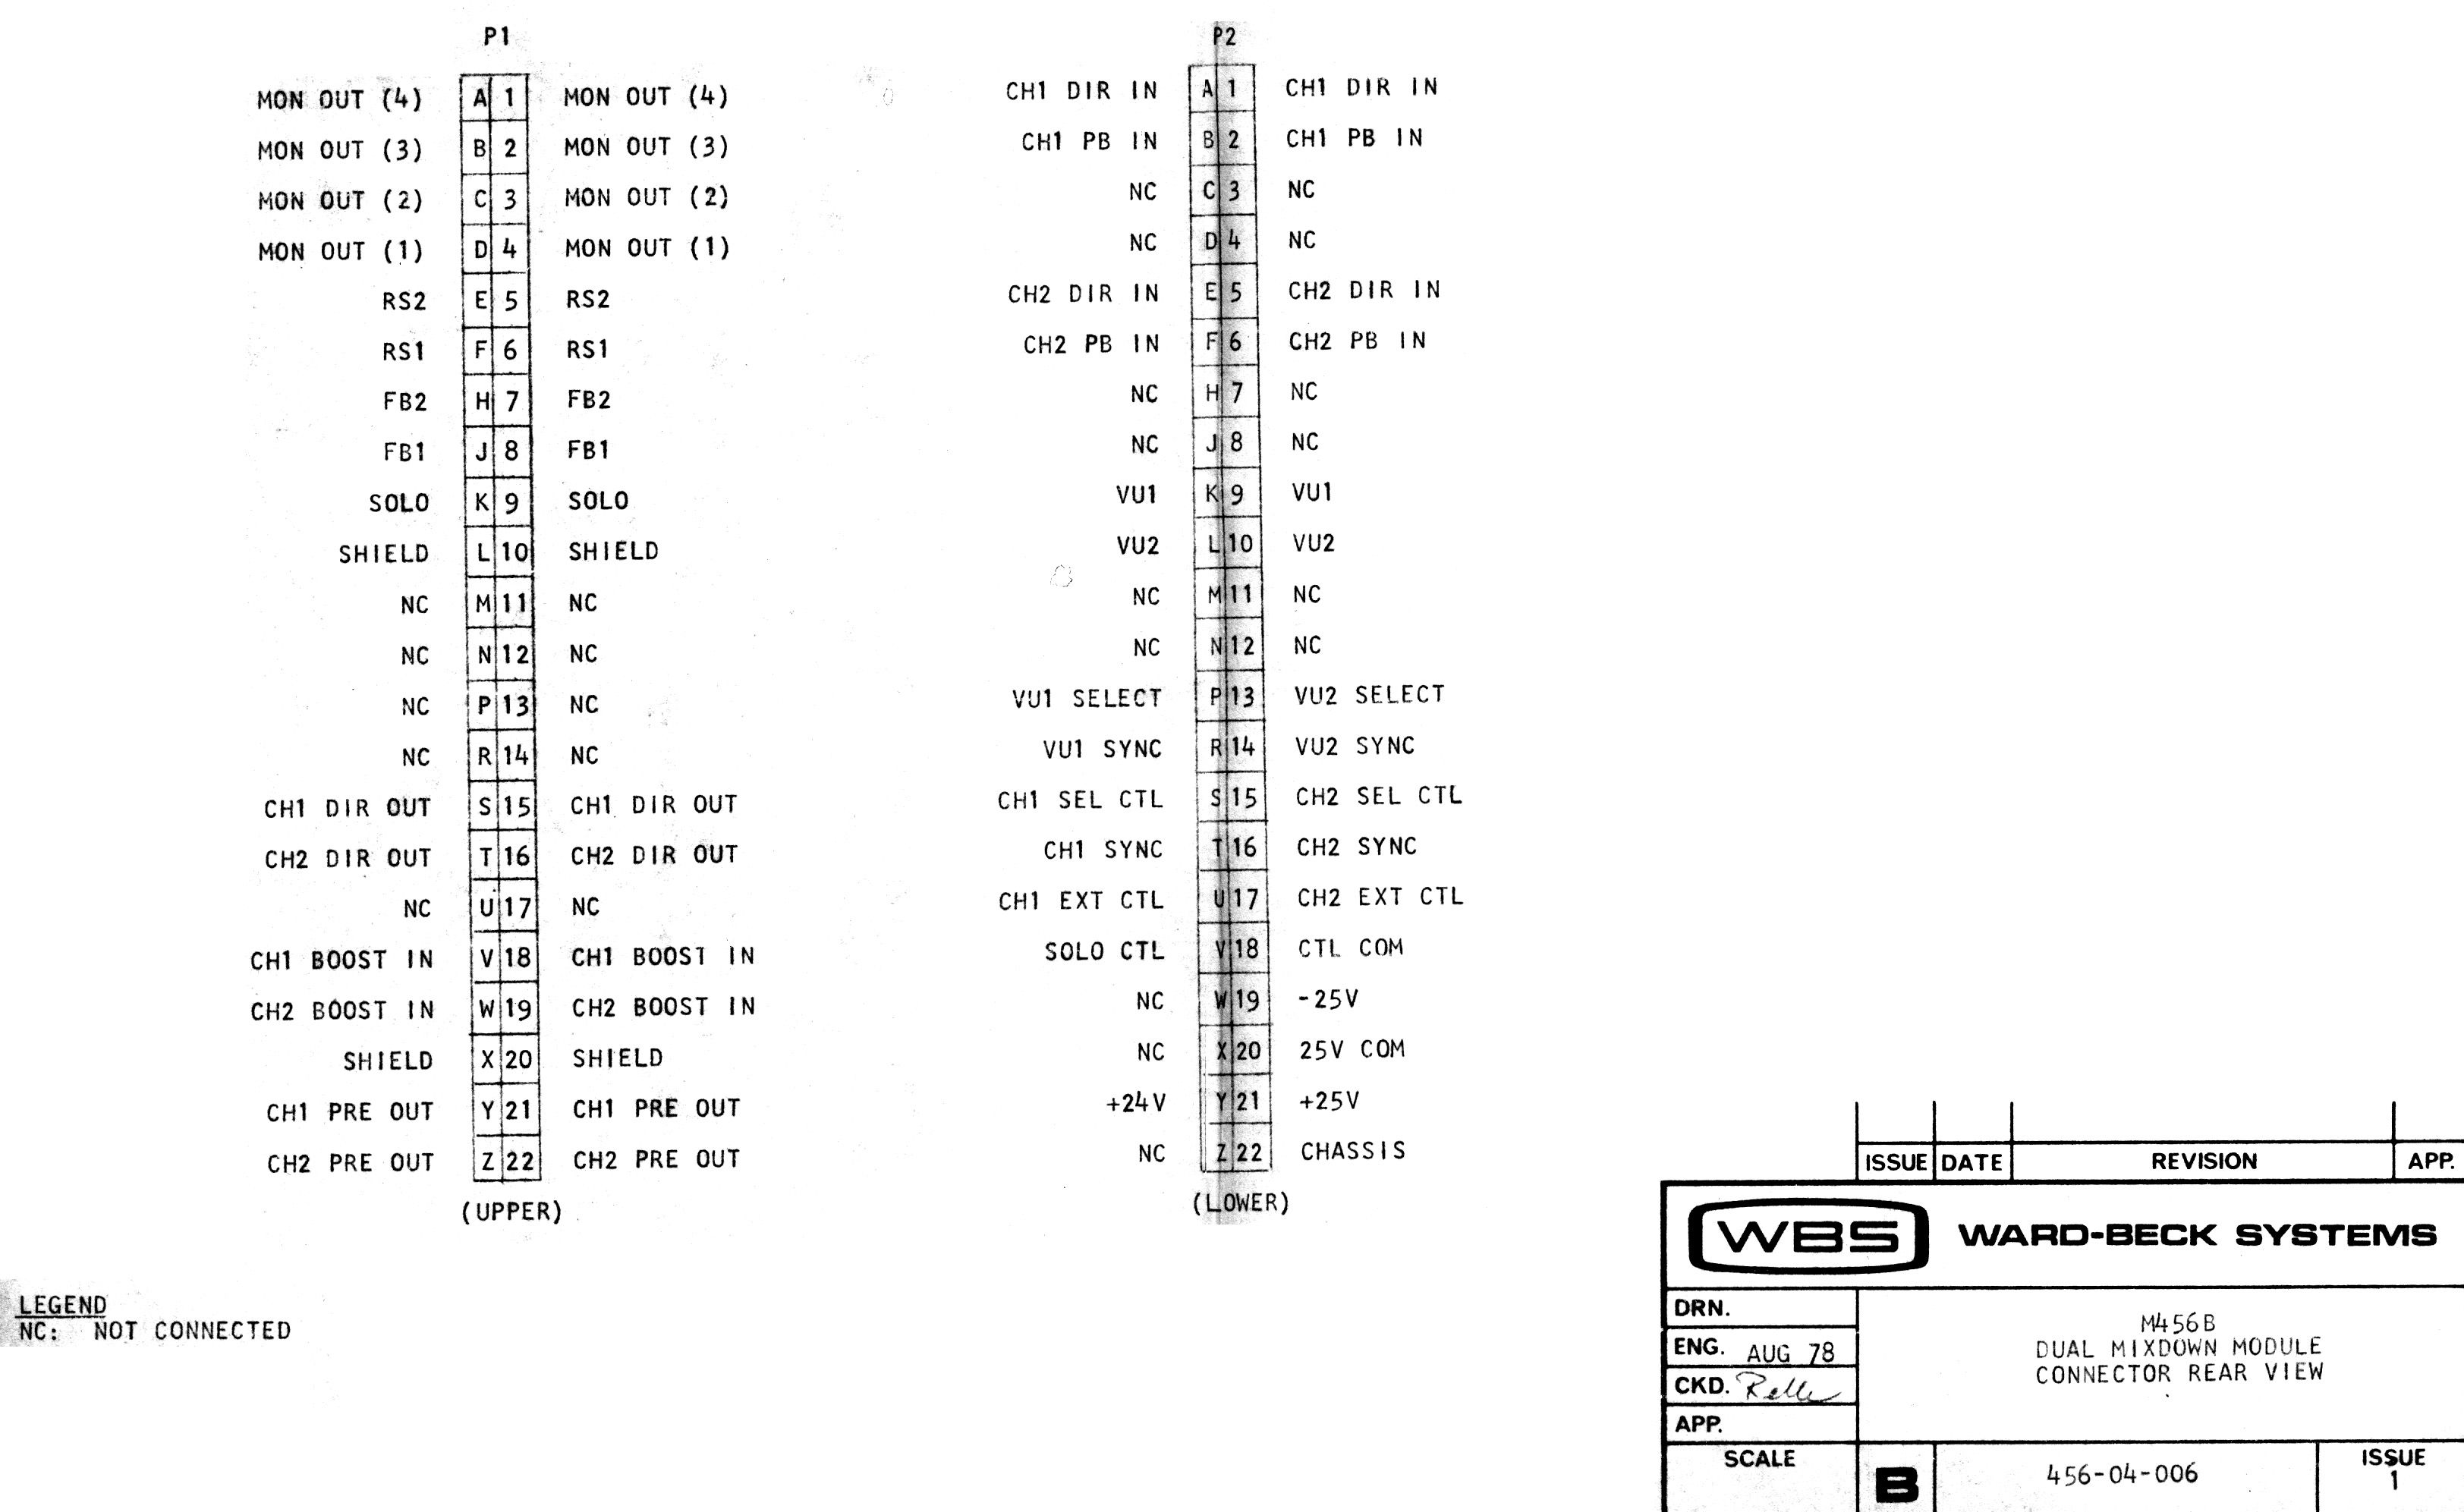 P1
MON OUT (4) A 1 MON OUT (4)
MON OUT (3) B 2 MON OUT (3)
MON OUT (2) C 3 MON OUT (2)
MON OUT (1) D 4 MON OUT (1)
RS2 E 5 RS2
RS1 F 6 RS1
FB2 H 7 FB2
FB1 J 8 FB1
SOLO K 9 SOLO
SHIELD L 10 SHIELD
NC M 11 NC
NC N 12 NC
NC P 13 NC
NC R 14 NC
CH1 DIR OUT S 15 CH1 DIR OUT
CH2 DIR OUT T 16 CH2 DIR OUT
NC U 17 NC
CH1 BOOST IN V 18 CH1 BOOST IN
CH2 BOOST IN W 19 CH2 BOOST IN
SHIELD X 20 SHIELD
CH1 PRE OUT Y 21 CH1 PRE OUT
CH2 PRE OUT Z 22 CH2 PRE OUT
(UPPER)
P2
CH1 DIR IN A 1 CH1 DIR IN
CH1 PB IN B 2 CH1 PB IN
NC C 3 NC
NC D 4 NC
CH2 DIR IN E 5 CH2 DIR IN
CH2 PB IN F 6 CH2 PB IN
NC H 7 NC
NC J 8 NC
VU1 K 9 VU1
VU2 L 10 VU2
NC M 11 NC
NC N 12 NC
VU1 SELECT P 13 VU2 SELECT
VU1 SYNC R 14 VU2 SYNC
CH1 SEL CTL S 15 CH2 SEL CTL
CH1 SYNC T 16 CH2 SYNC
CH1 EXT CTL U 17 CH2 EXT CTL
SOLO CTL V 18 CTL COM
NC W 19 -25V
NC X 20 25V COM
+24V Y 21 +25V
NC Z 22 CHASSIS
(LOWER)
LEGEND
NC: NOT CONNECTED
ISSUE DATE REVISION APP.
WBS WARD-BECK SYSTEMS
DRN.
ENG. AUG 78
CKD.
APP.
M456B
DUAL MIXDOWN MODULE
CONNECTOR REAR VIEW
SCALE
B
456-04-006
ISSUE
1